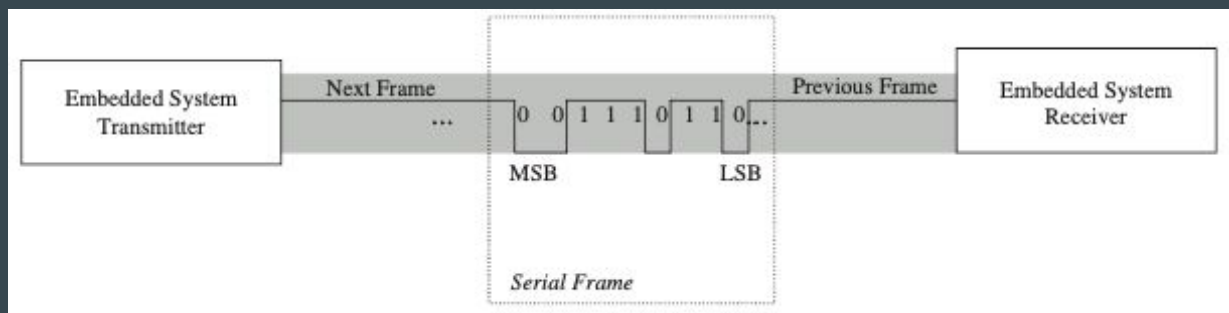 Embedded System
Transmitter
Next Frame
...
0 0 1 1 1 0 1 1 0...
MSB
LSB
Serial Frame
Previous Frame
Embedded System
Receiver